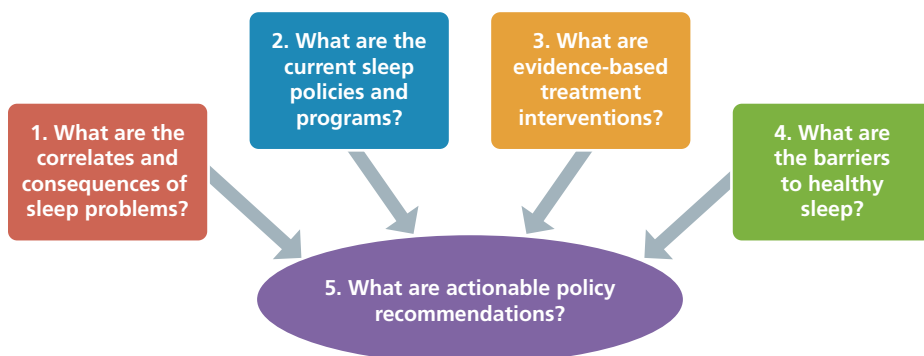 1. What are the
correlates and
consequences of
sleep problems?
2. What are the
current sleep
policies and
programs?
3. What are
evidence-based
treatment
interventions?
4. What are
the barriers
to healthy
sleep?
5. What are actionable policy
recommendations?